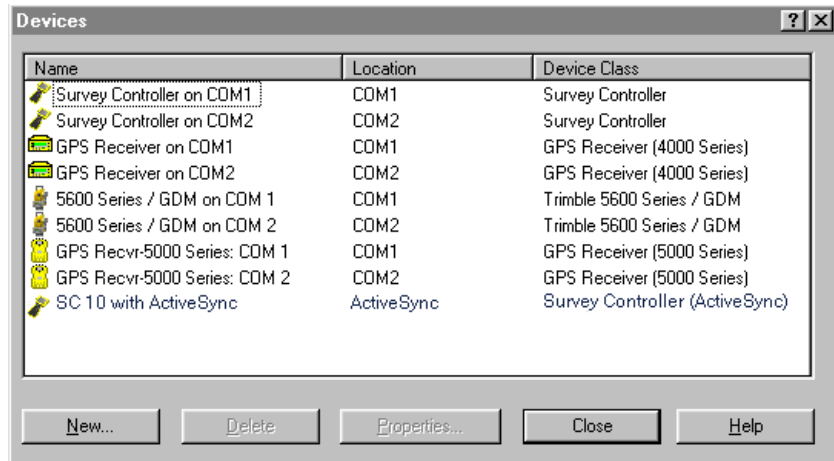 Devices
Name Location Device Class
Survey Controller on COM1 COM1 Survey Controller
Survey Controller on COM2 COM2 Survey Controller
GPS Receiver on COM1 COM1 GPS Receiver (4000 Series)
GPS Receiver on COM2 COM2 GPS Receiver (4000 Series)
5600 Series / GDM on COM 1 COM1 Trimble 5600 Series / GDM
5600 Series / GDM on COM 2 COM2 Trimble 5600 Series / GDM
GPS Recvr-5000 Series: COM 1 COM1 GPS Receiver (5000 Series)
GPS Recvr-5000 Series: COM 2 COM2 GPS Receiver (5000 Series)
SC 10 with ActiveSync ActiveSync Survey Controller (ActiveSync)
New... Delete Properties... Close Help